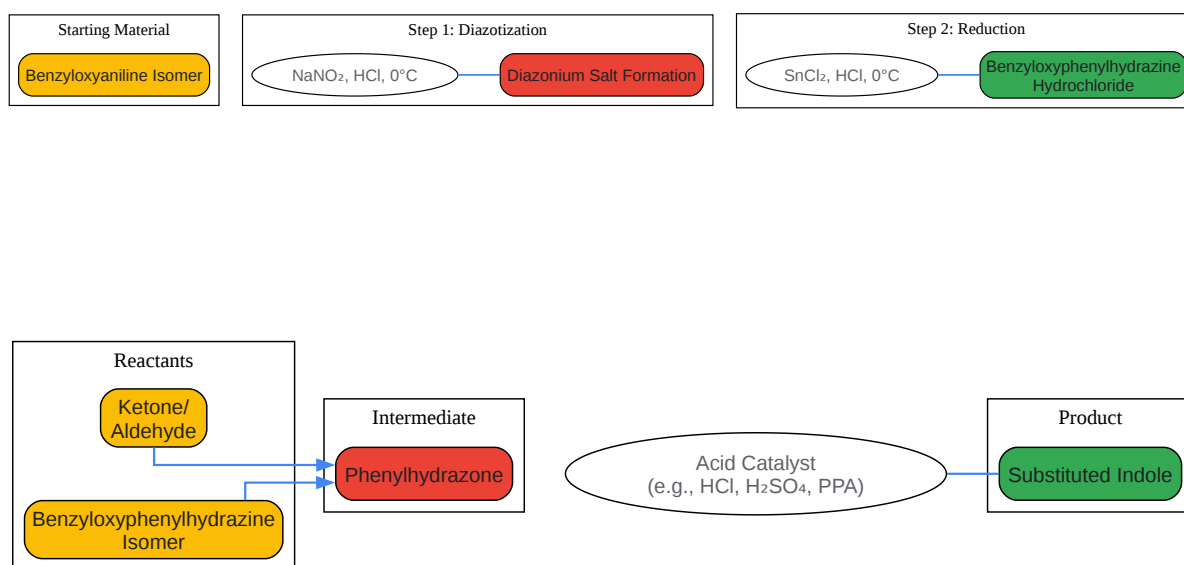 Starting Material
Benzyloxyaniline Isomer
Step 1: Diazotization
NaNO₂, HCl, 0°C
Diazonium Salt Formation
Step 2: Reduction
SnCl₂, HCl, 0°C
Benzyloxyphenylhydrazine
Hydrochloride
Reactants
Ketone/
Aldehyde
Benzyloxyphenylhydrazine
Isomer
Intermediate
Phenylhydrazone
Acid Catalyst
(e.g., HCl, H₂SO₄, PPA)
Product
Substituted Indole